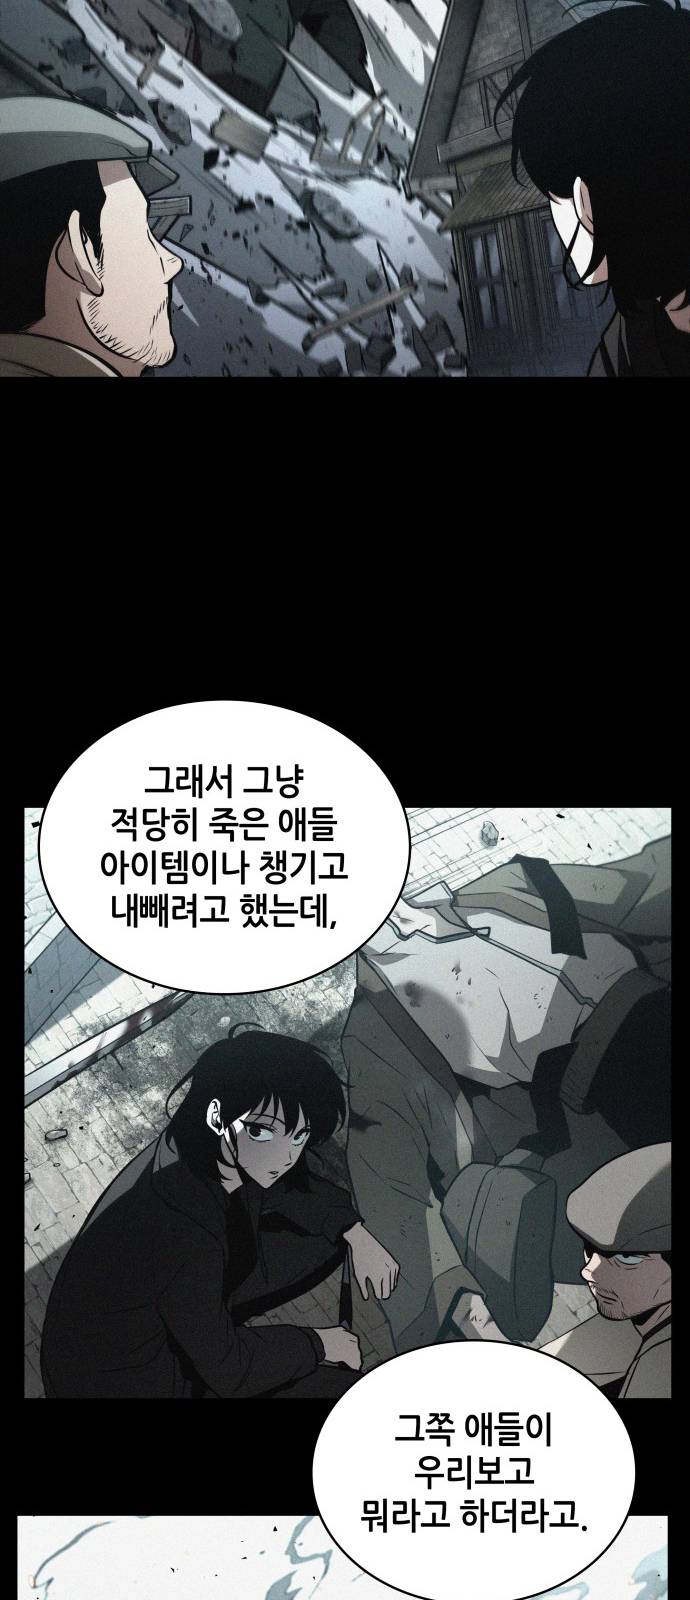 그래서 그냥
적당히 죽은 애들
아이템이나 챙기고
내빼려고 했는데,
그쪽 애들이
우리보고
뭐라고 하더라고.